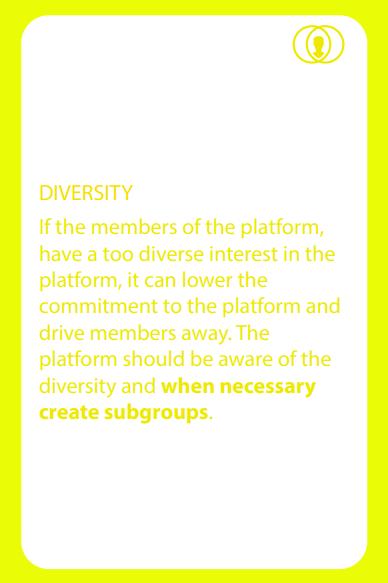 DIVERSITY
If the members of the platform,
have a too diverse interest in the
platform, it can lower the
commitment to the platform and
drive members away. The
platform should be aware of the
diversity and when necessary
create subgroups.